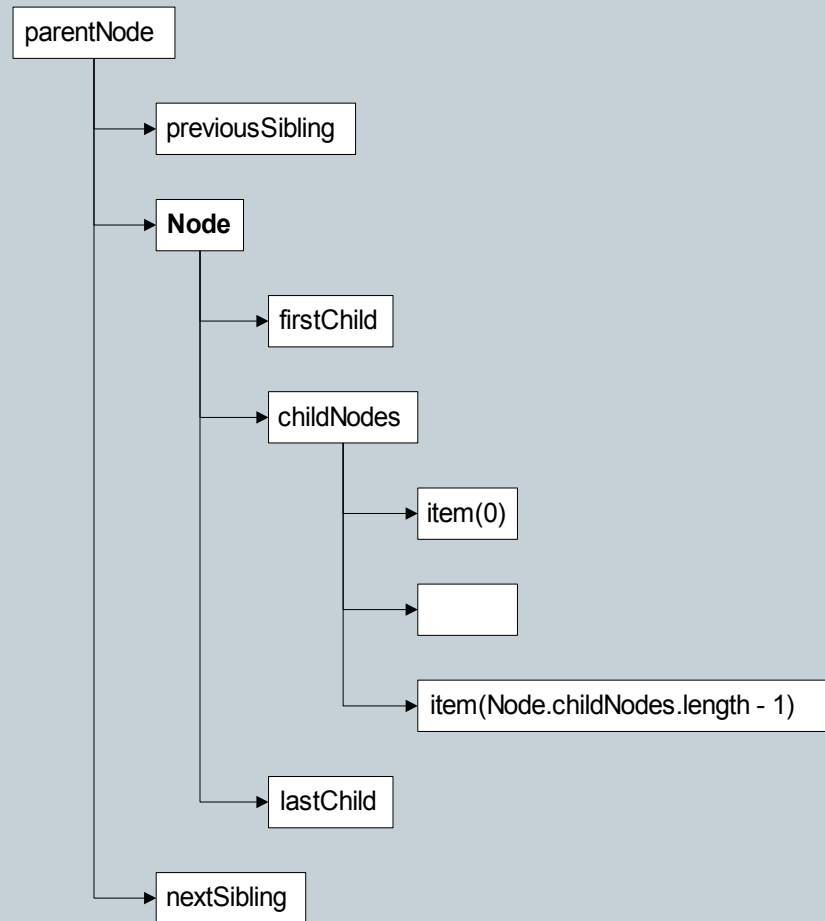 parentNode
previousSibling
Node
firstChild
childNodes
item(0)
item(Node.childNodes.length - 1)
lastChild
nextSibling